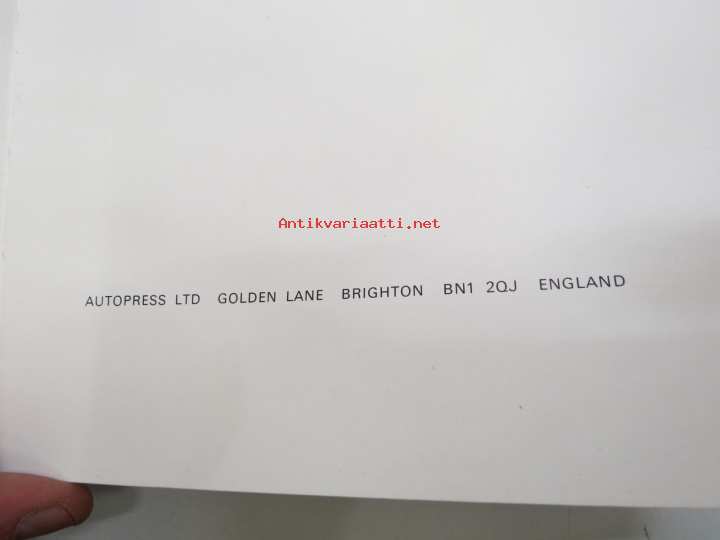 Antikvariaatti.net
AUTOPRESS LTD GOLDEN LANE BRIGHTON BN1 2QJ ENGLAND